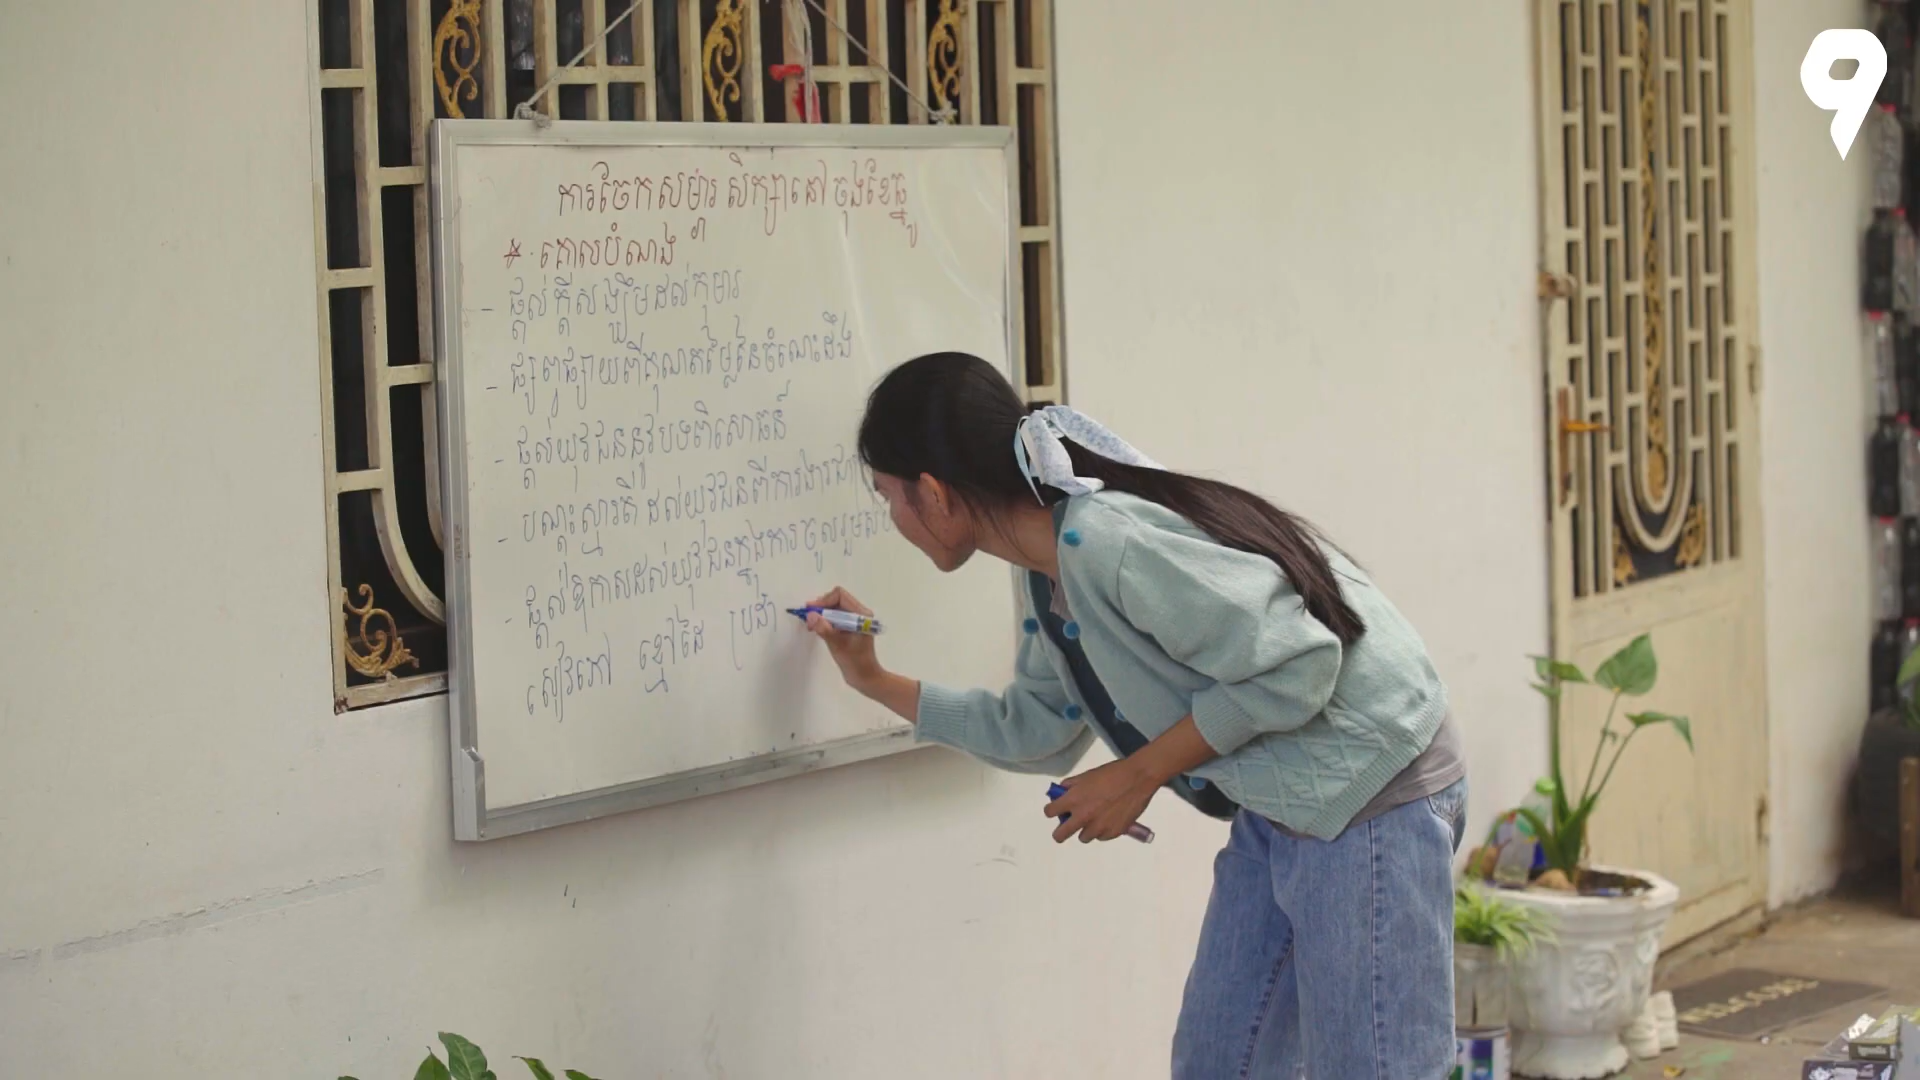 ការចែកសម្ភារៈសិក្សានៅចុងខែធ្នូ
* គោលបំណង
- ផ្តល់ក្តីសង្ឃឹមដល់កុមារ
- ផ្សព្វផ្សាយពីគុណតម្លៃនៃចំណេះដឹង
- ផ្តល់យុវជននូវបទពិសោធន៍
- បណ្តុះស្មារតីដល់យុវជនពីការងារជា
- ផ្តល់ឱកាសដល់យុវជនក្នុងការចូលរួម
សៀវភៅ ខ្មៅដៃ ប្រដាំ
9
WELCOME